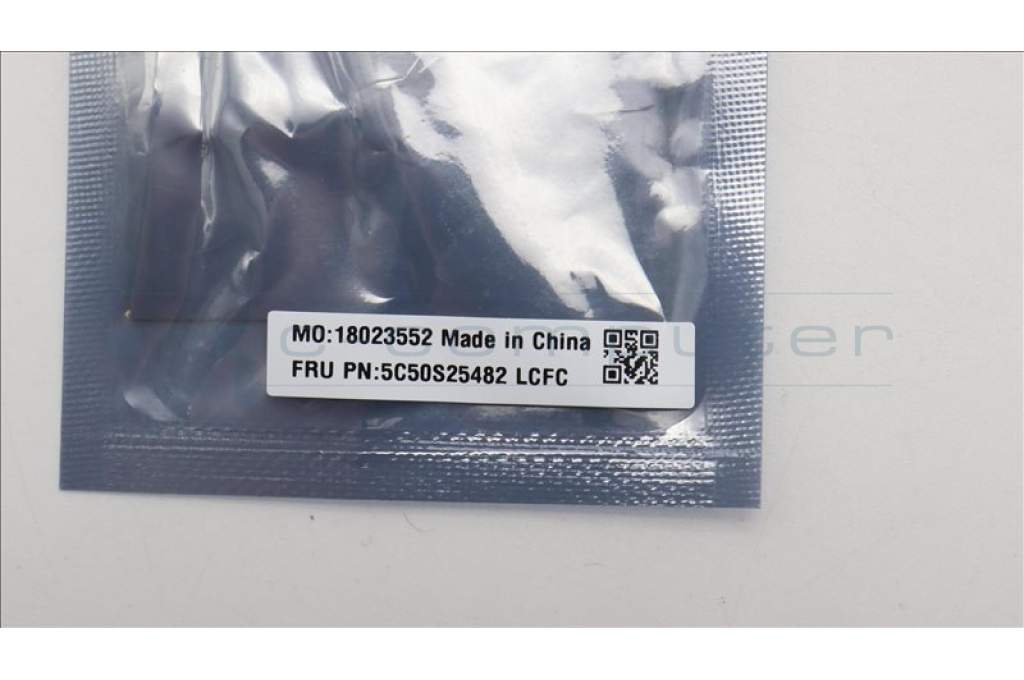 MO:18023552 Made in China
FRU PN:5C50S25482 LCFC